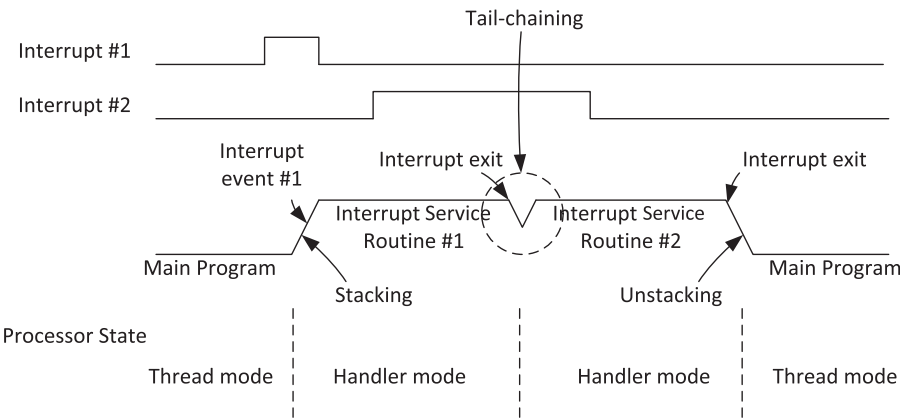 Tail-chaining
Interrupt #1
Interrupt #2
Interrupt
event #1
Interrupt exit
Interrupt exit
Interrupt Service
Routine #1
Interrupt Service
Routine #2
Main Program
Main Program
Stacking
Unstacking
Processor State
Thread mode
Handler mode
Handler mode
Thread mode